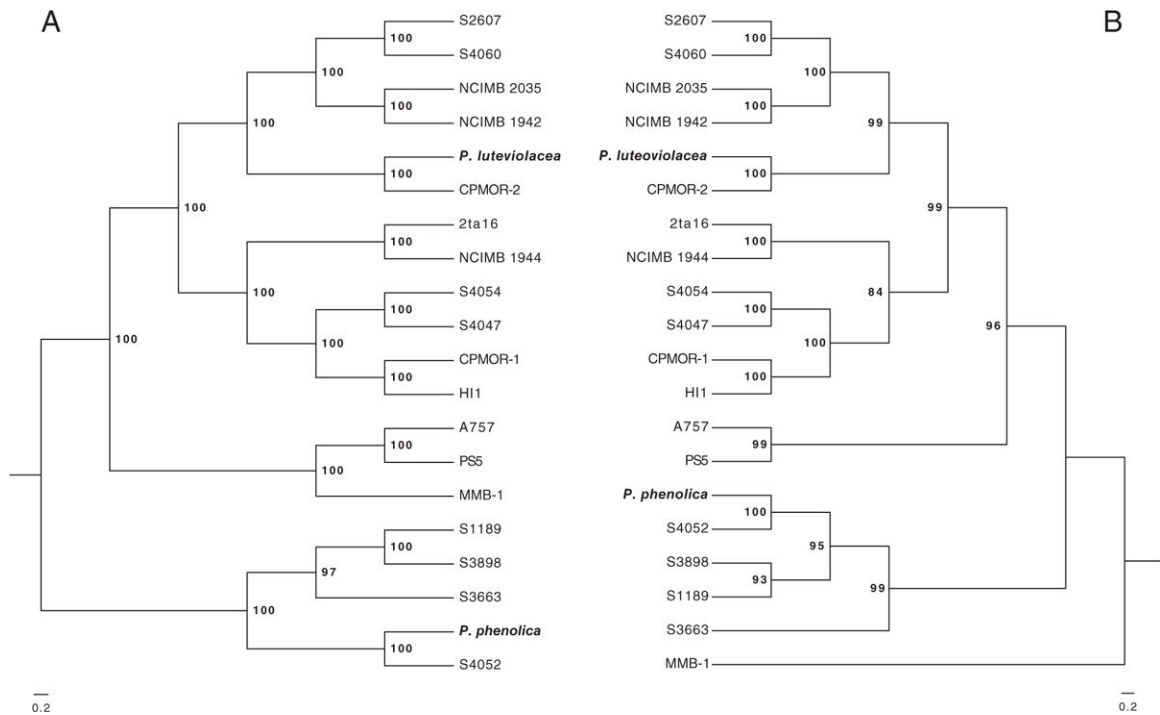 A
S2607
100
S4060
100
NCIMB 2035
100
NCIMB 1942
100
P. luteviolacea
100
CPMOR-2
100
2ta16
100
NCIMB 1944
100
S4054
100
S4047
100
CPMOR-1
100
HI1
100
A757
100
PS5
100
MMB-1
S1189
100
S3898
97
S3663
100
P. phenolica
100
S4052
0.2
B
S2607
100
S4060
100
NCIMB 2035
100
NCIMB 1942
99
P. luteoviolacea
100
CPMOR-2
99
2ta16
100
NCIMB 1944
84
S4054
100
S4047
100
96
CPMOR-1
100
HI1
A757
99
PS5
P. phenolica
100
S4052
95
S3898
93
S1189
99
S3663
MMB-1
0.2